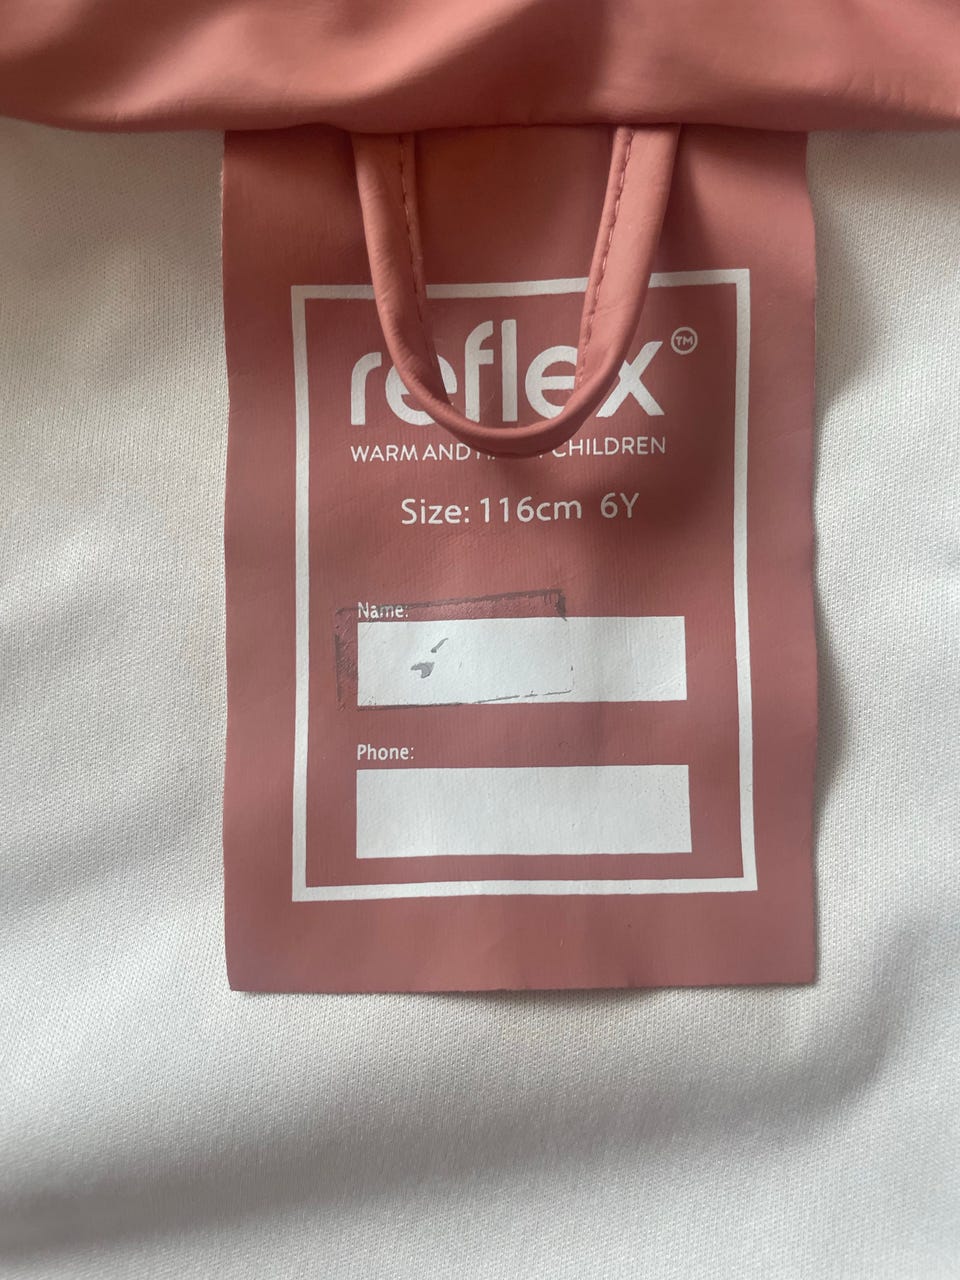 reflex™
WARM AND CHILDREN
Size: 116cm 6Y
Name:
Phone: